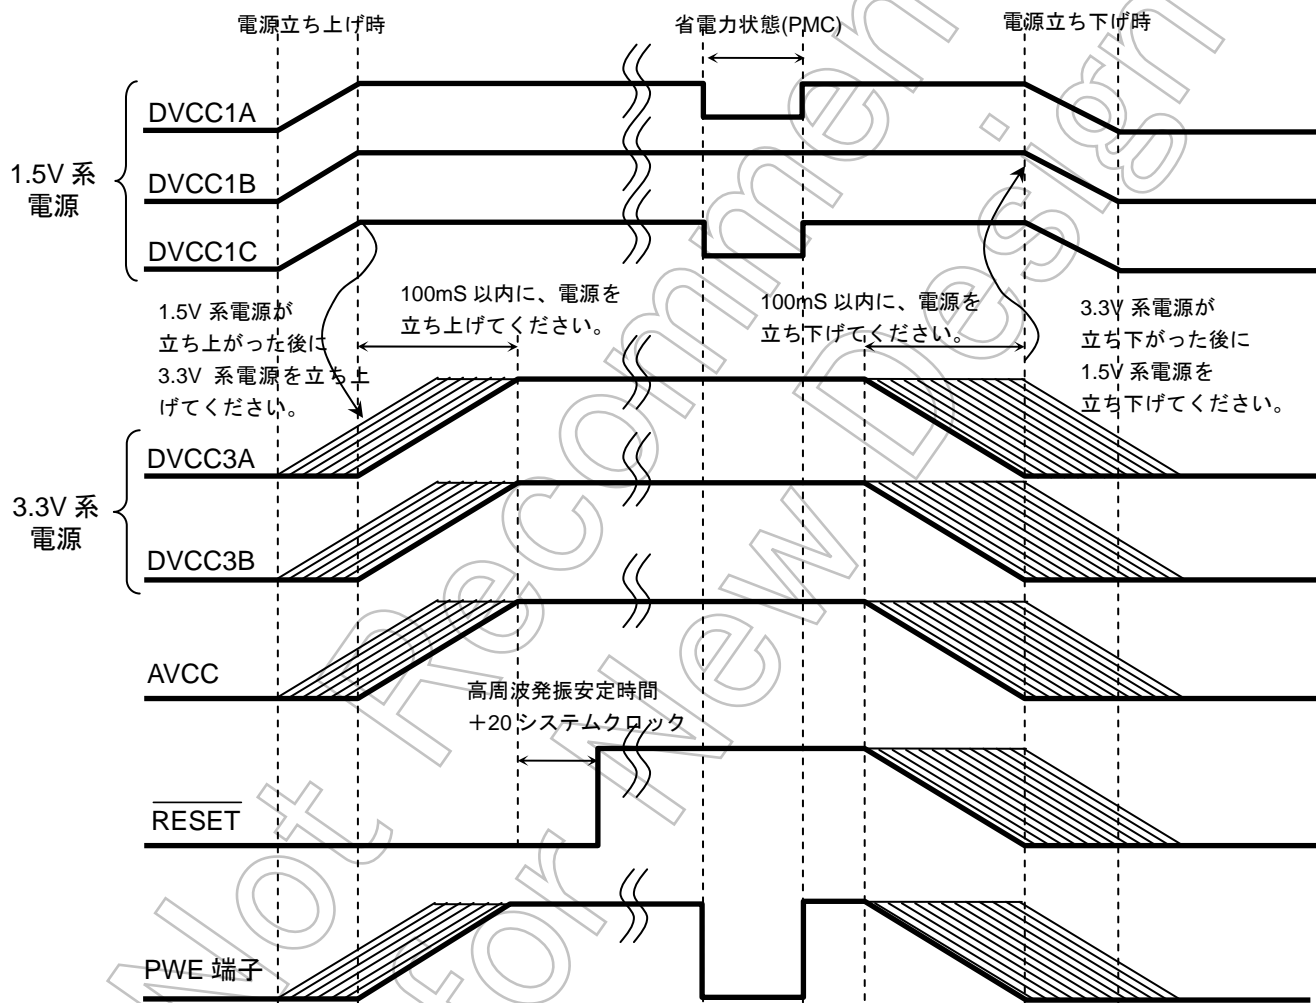 電源立ち上げ時
省電力状態(PMC)
電源立ち下げ時
DVCC1A
1.5V 系
電源
DVCC1B
DVCC1C
1.5V 系電源が
立ち上がった後に
3.3V 系電源を立ち上
げてください。
100mS 以内に、電源を
立ち上げてください。
100mS 以内に、電源を
立ち下げてください。
3.3V 系電源が
立ち下がった後に
1.5V 系電源を
立ち下げてください。
DVCC3A
3.3V 系
電源
DVCC3B
AVCC
高周波発振安定時間
＋20 システムクロック
RESET
PWE 端子
Not Recommen
for New Design